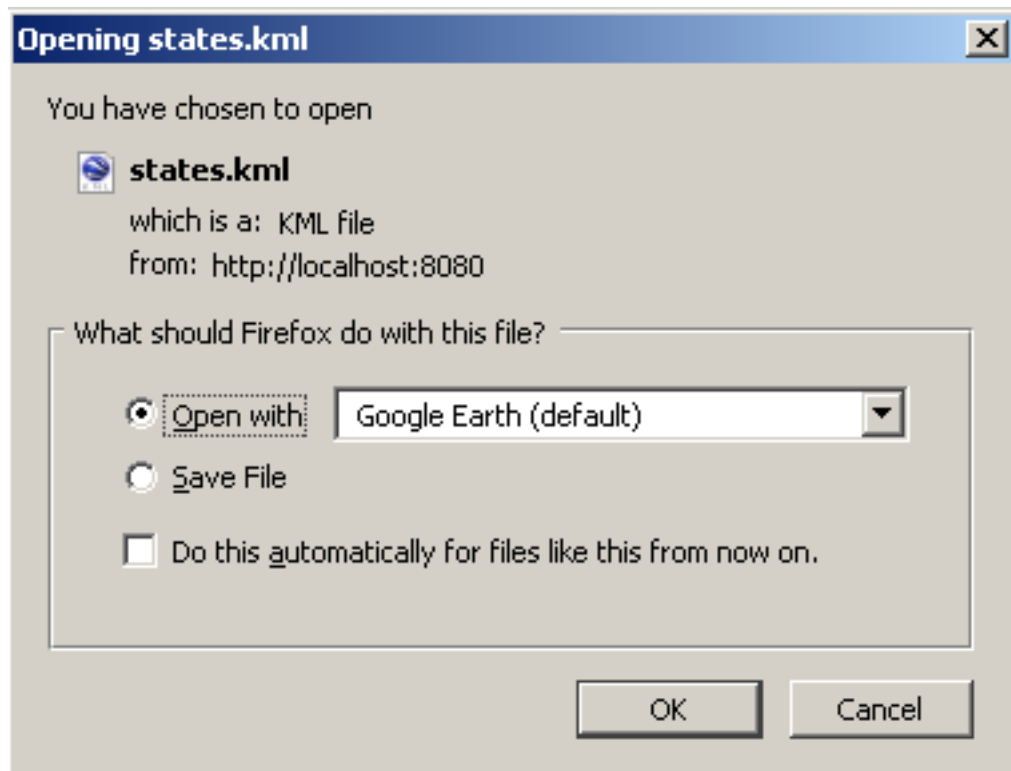 Opening states.kml
You have chosen to open
states.kml
which is a: KML file
from: http://localhost:8080
What should Firefox do with this file?
Open with Google Earth (default)
Save File
Do this automatically for files like this from now on.
OK Cancel